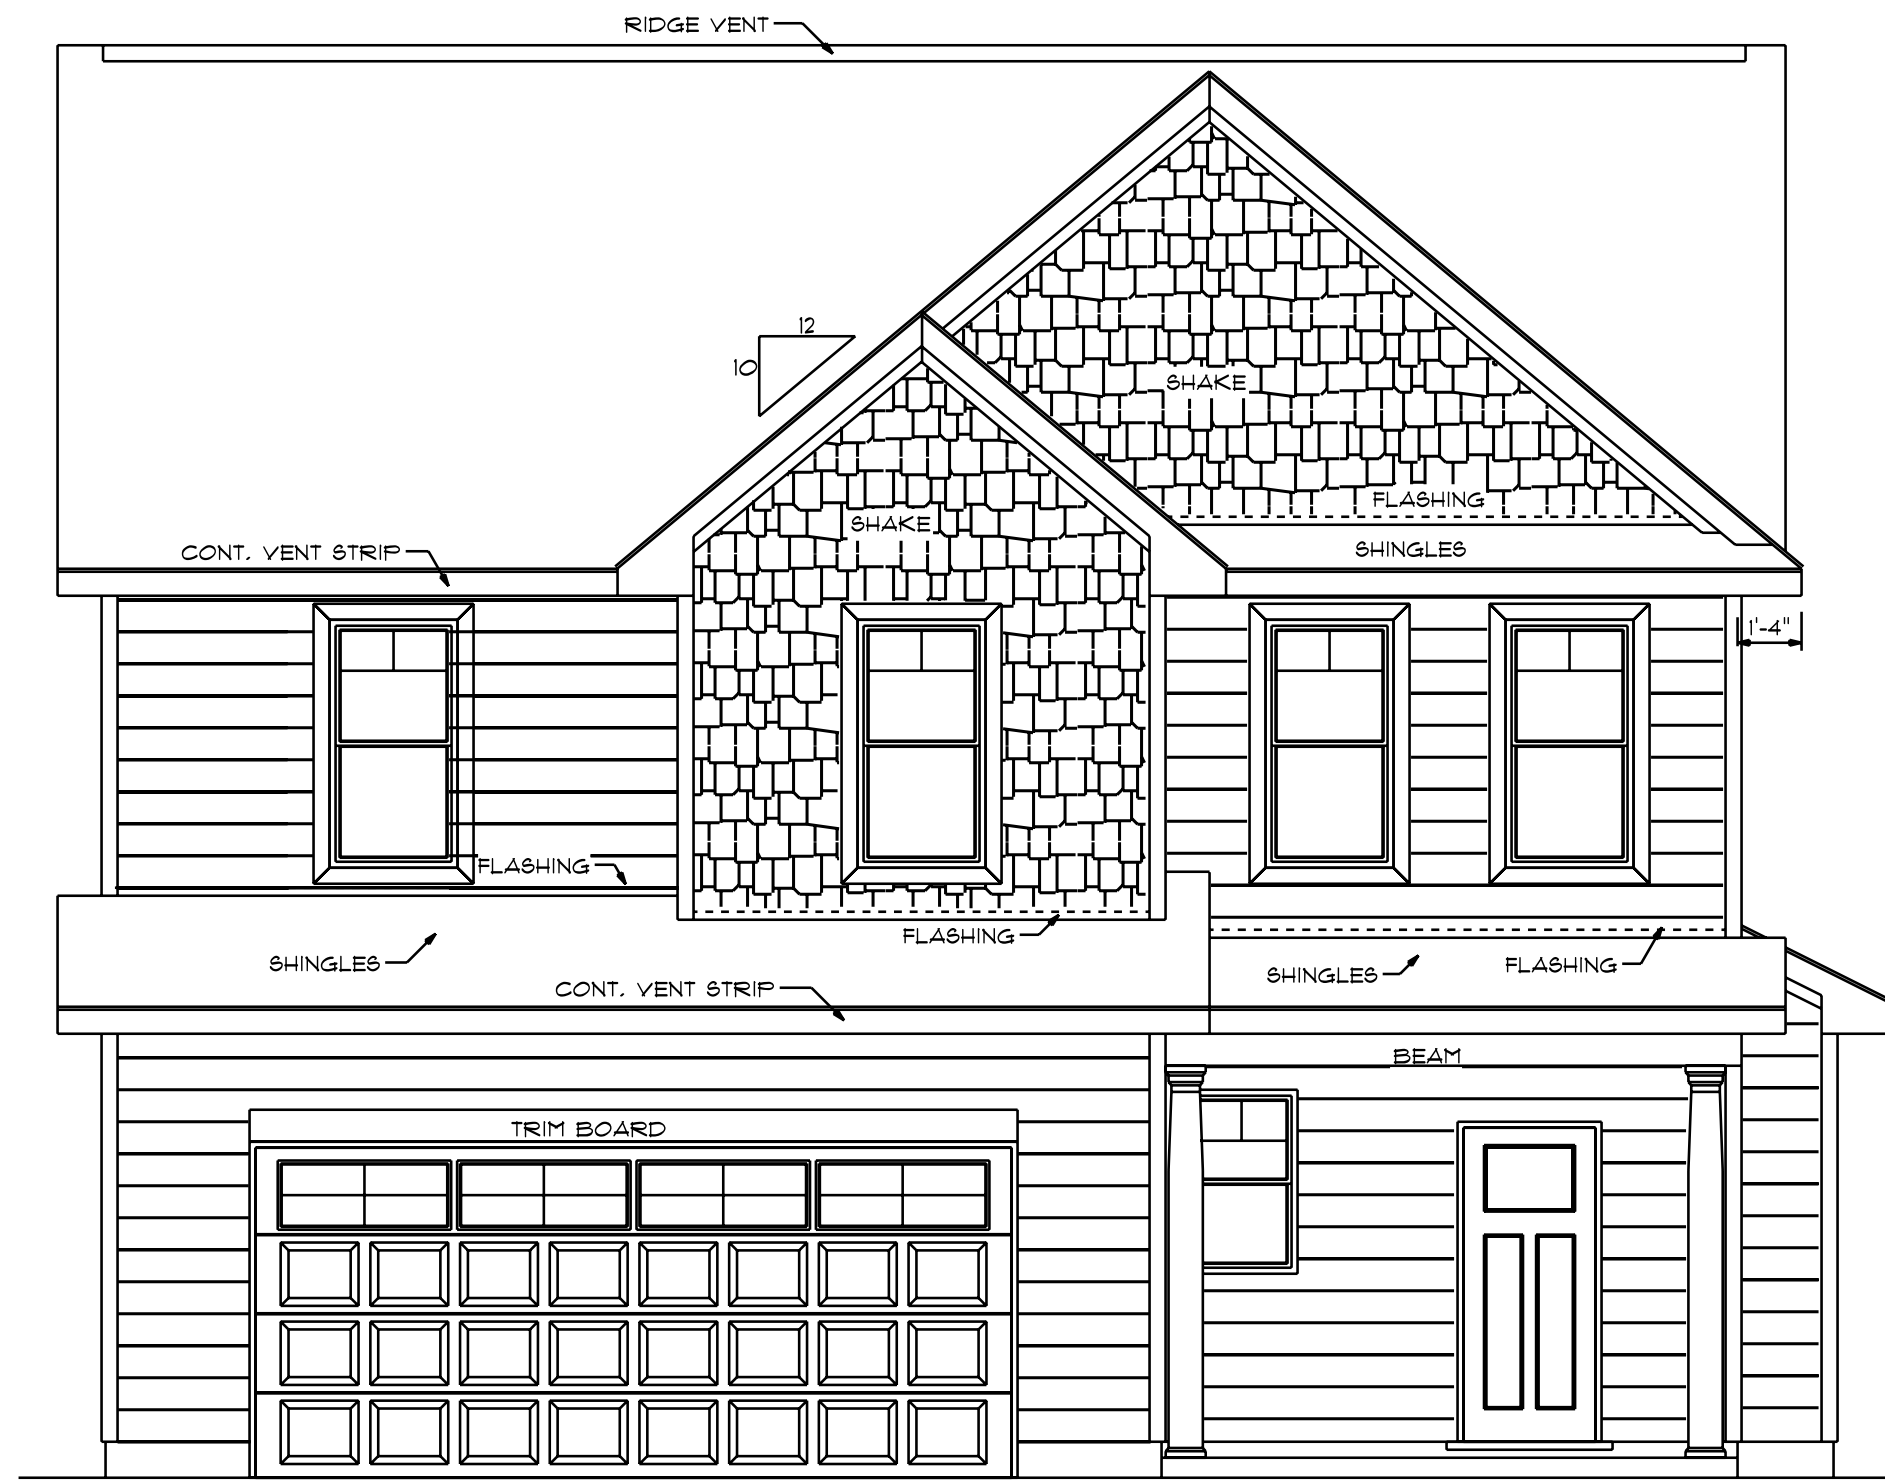 RIDGE VENT
12
10
SHAKE
FLASHING
SHAKE
SHINGLES
CONT. VENT STRIP
1'-4"
FLASHING
FLASHING
SHINGLES
SHINGLES
FLASHING
CONT. VENT STRIP
BEAM
TRIM BOARD